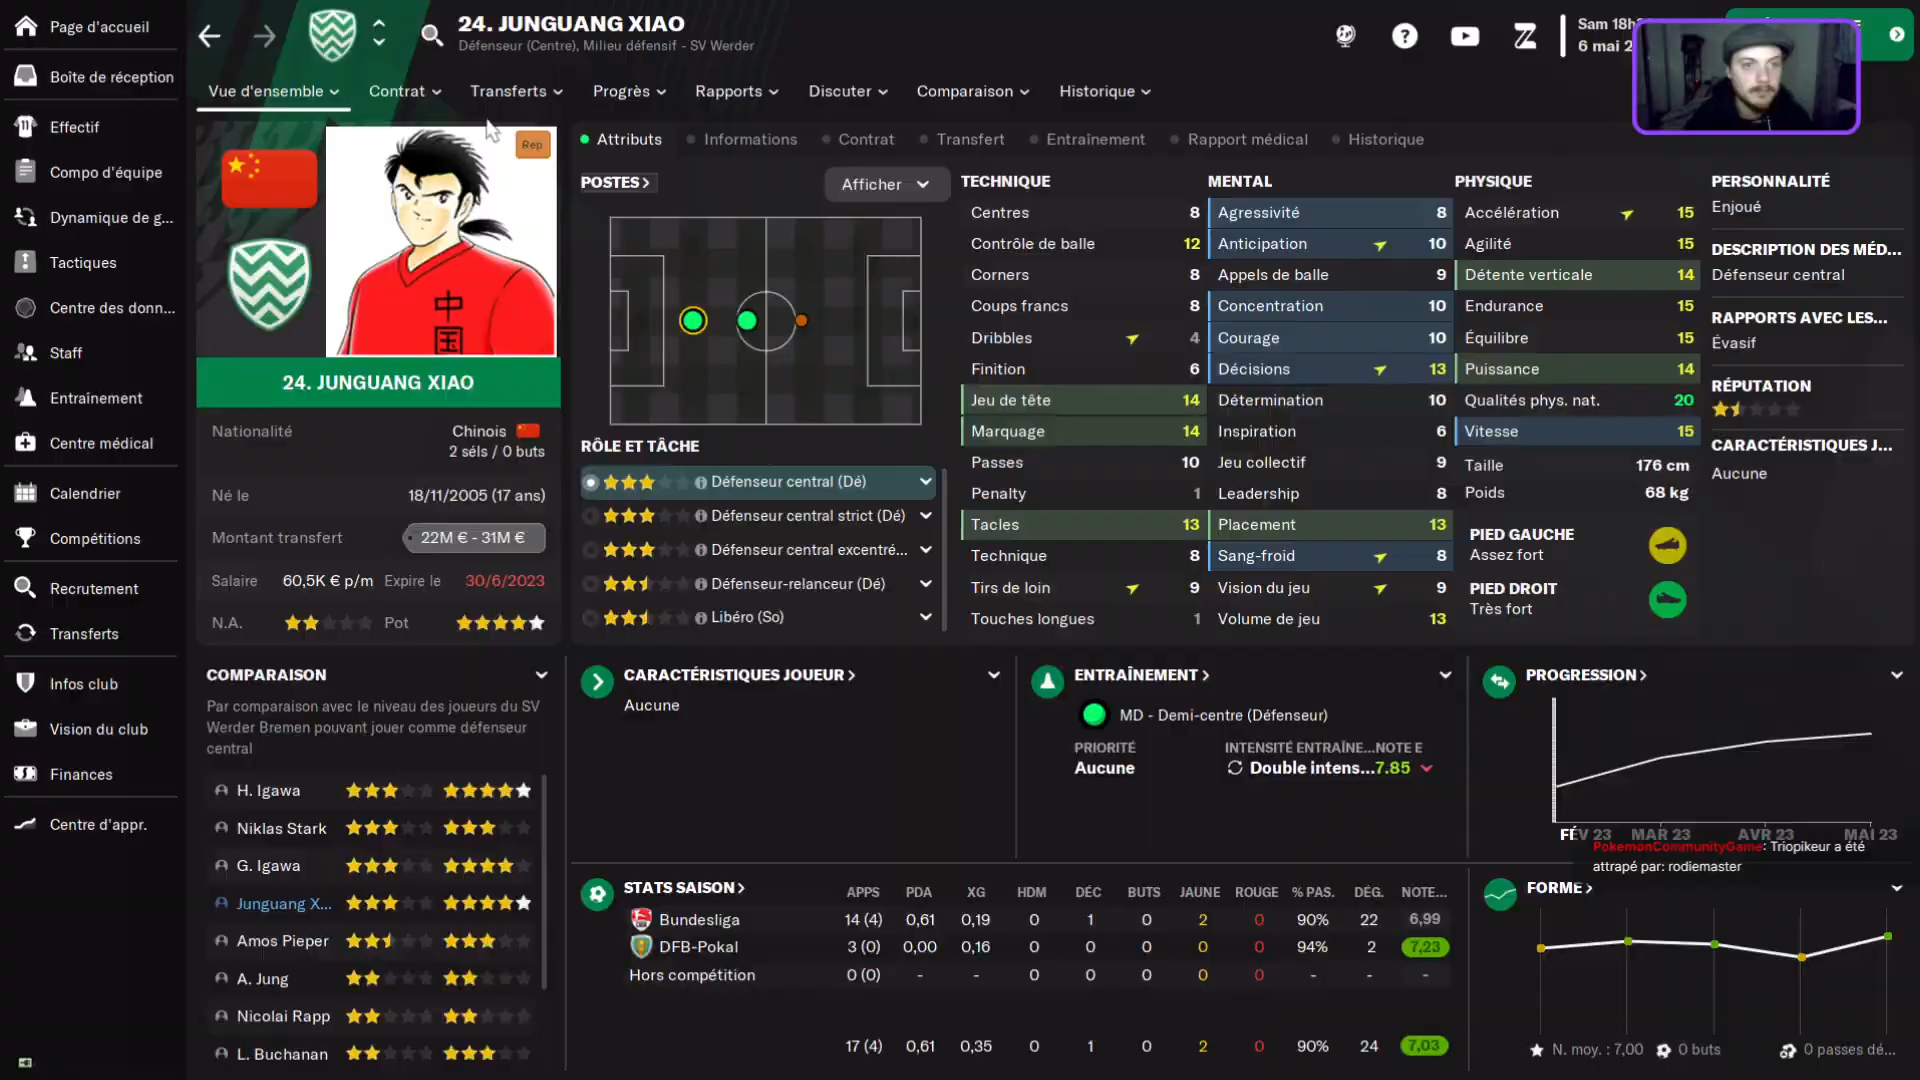 Page d'accueil
Boîte de réception
Effectif
Compo d'équipe
Dynamique de g...
Tactiques
Centre des donn...
Staff
Entraînement
Centre médical
Calendrier
Compétitions
Recrutement
Transferts
Infos club
Vision du club
Finances
Centre d'appr.
24. JUNGUANG XIAO
Défenseur (Centre), Milieu défensif - SV Werder
Sam 18h
6 mai 2
Vue d'ensemble
Contrat
Transferts
Progrès
Rapports
Discuter
Comparaison
Historique
Rep
中
国
24. JUNGUANG XIAO
Nationalité Chinois
2 séls / 0 buts
Né le 18/11/2005 (17 ans)
Montant transfert 22M € - 31M €
Salaire 60,5K € p/m Expire le 30/6/2023
N.A. Pot
Attributs Informations Contrat Transfert Entraînement Rapport médical Historique
POSTES >
Afficher
RÔLE ET TÂCHE
Défenseur central (Dé)
Défenseur central strict (Dé)
Défenseur central excentré...
Défenseur-relanceur (Dé)
Libéro (So)
TECHNIQUE
Centres 8
Contrôle de balle 12
Corners 8
Coups francs 8
Dribbles 4
Finition 6
Jeu de tête 14
Marquage 14
Passes 10
Penalty 1
Tacles 13
Technique 8
Tirs de loin 9
Touches longues 1
MENTAL
Agressivité 8
Anticipation 10
Appels de balle 9
Concentration 10
Courage 10
Décisions 13
Détermination 10
Inspiration 6
Jeu collectif 9
Leadership 8
Placement 13
Sang-froid 8
Vision du jeu 9
Volume de jeu 13
PHYSIQUE
Accélération 15
Agilité 15
Détente verticale 14
Endurance 15
Équilibre 15
Puissance 14
Qualités phys. nat. 20
Vitesse 15
Taille 176 cm
Poids 68 kg
PIED GAUCHE
Assez fort
PIED DROIT
Très fort
PERSONNALITÉ
Enjoué
DESCRIPTION DES MÉD...
Défenseur central
RAPPORTS AVEC LES...
Évasif
RÉPUTATION
CARACTÉRISTIQUES J...
Aucune
COMPARAISON
Par comparaison avec le niveau des joueurs du SV
Werder Bremen pouvant jouer comme défenseur
central
H. Igawa
Niklas Stark
G. Igawa
Junguang X...
Amos Pieper
A. Jung
Nicolai Rapp
L. Buchanan
CARACTÉRISTIQUES JOUEUR >
Aucune
ENTRAÎNEMENT >
MD - Demi-centre (Défenseur)
PRIORITÉ INTENSITÉ ENTRAÎNE... NOTE E
Aucune Double intens... 7.85
PROGRESSION >
FÉV 23 MAR 23 AVR 23 MAI 23
PokemonCommunityGame: Triopikeur a été
attrapé par: rodiemaster
STATS SAISON > APPS PDA XG HDM DÉC BUTS JAUNE ROUGE % PAS. DÉG. NOTE...
Bundesliga 14 (4) 0,61 0,19 0 1 0 2 0 90% 22 6,99
DFB-Pokal 3 (0) 0,00 0,16 0 0 0 0 0 94% 2 7,23
Hors compétition 0 (0) - - 0 0 0 0 0 - - -
17 (4) 0,61 0,35 0 1 0 2 0 90% 24 7,03
FORME >
N. moy. : 7,00 0 buts 0 passes dé...